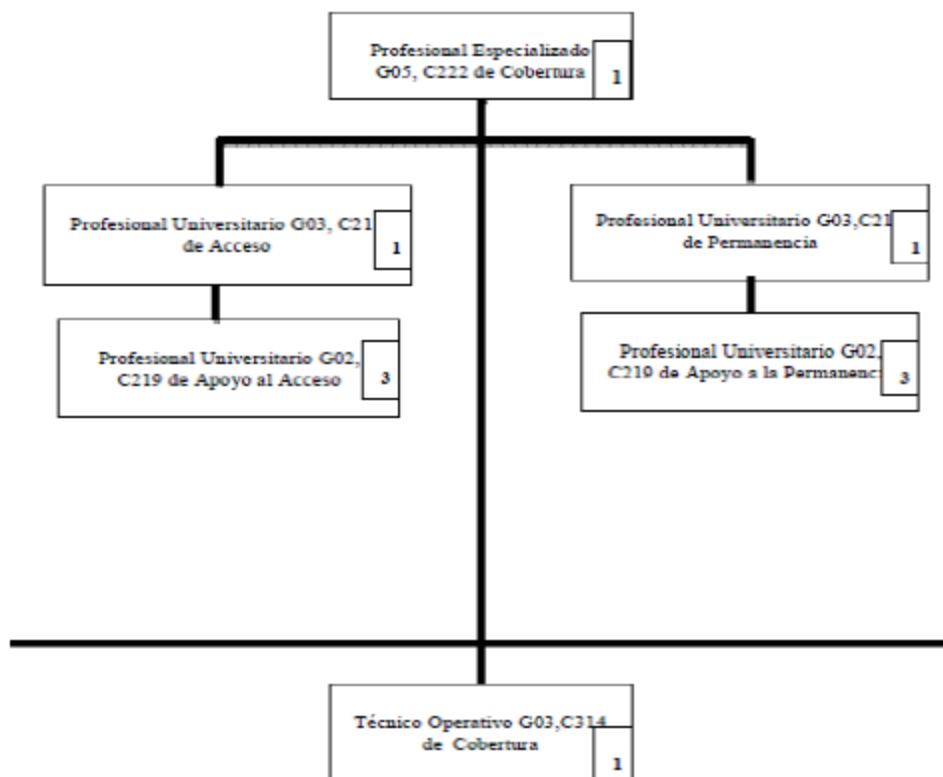 Profesional Especializado
G05, C222 de Cobertura
1
Profesional Universitario G03, C21
de Acceso
1
Profesional Universitario G03,C21
de Permanencia
1
Profesional Universitario G02,
C219 de Apoyo al Acceso
3
Profesional Universitario G02,
C219 de Apoyo a la Permanenc
3
Técnico Operativo G03,C314
de Cobertura
1